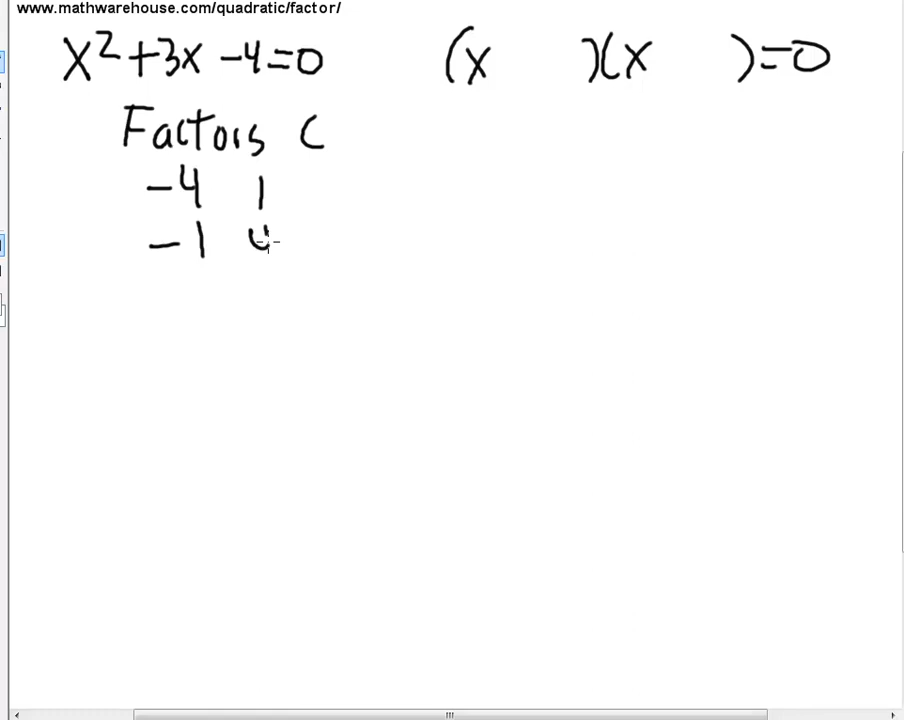 www.mathwarehouse.com/quadratic/factor/
x²+3x-4=0 (x )(x )=0
Factors C
-4 1
-1 4